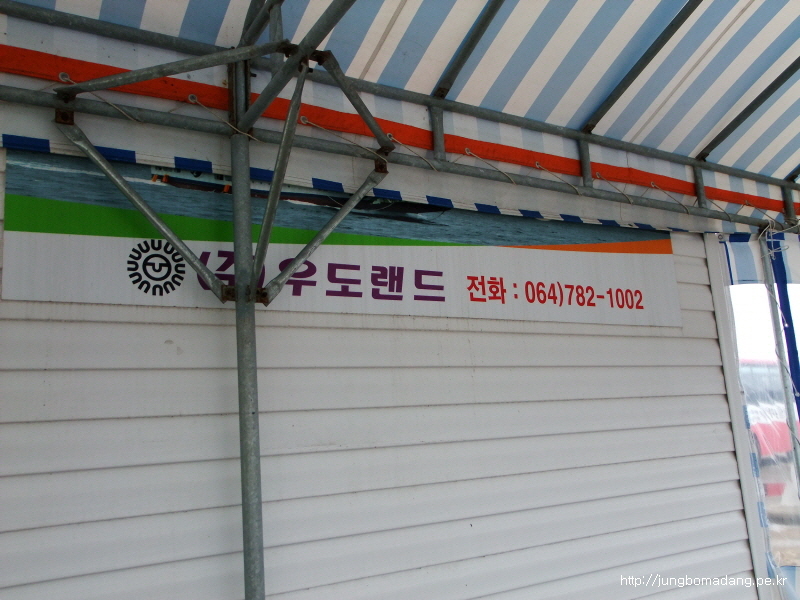 (주)우도랜드 전화 : 064)782-1002
http://jungbomadang.pe.kr